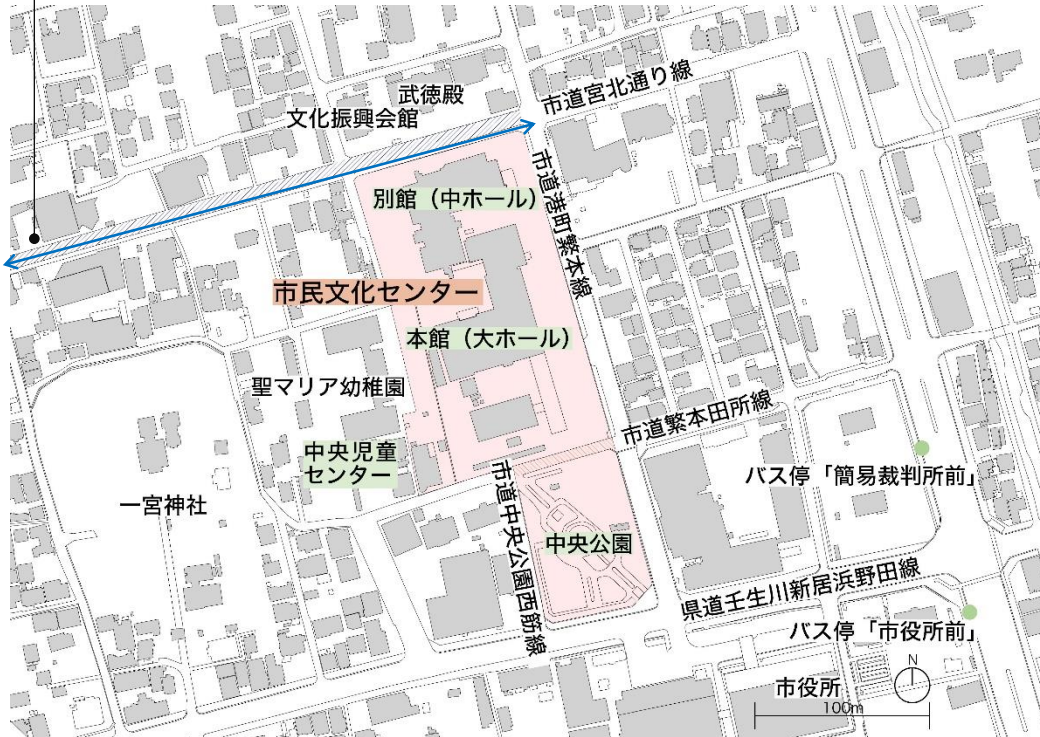 武徳殿
文化振興会館
市道宮北通り線
別館（中ホール）
市道港町繁本線
市民文化センター
本館（大ホール）
聖マリア幼稚園
中央児童
センター
市道繁本田所線
バス停「簡易裁判所前」
一宮神社
市道中央公園西筋線
中央公園
県道壬生川新居浜野田線
バス停「市役所前」
市役所
N
100m